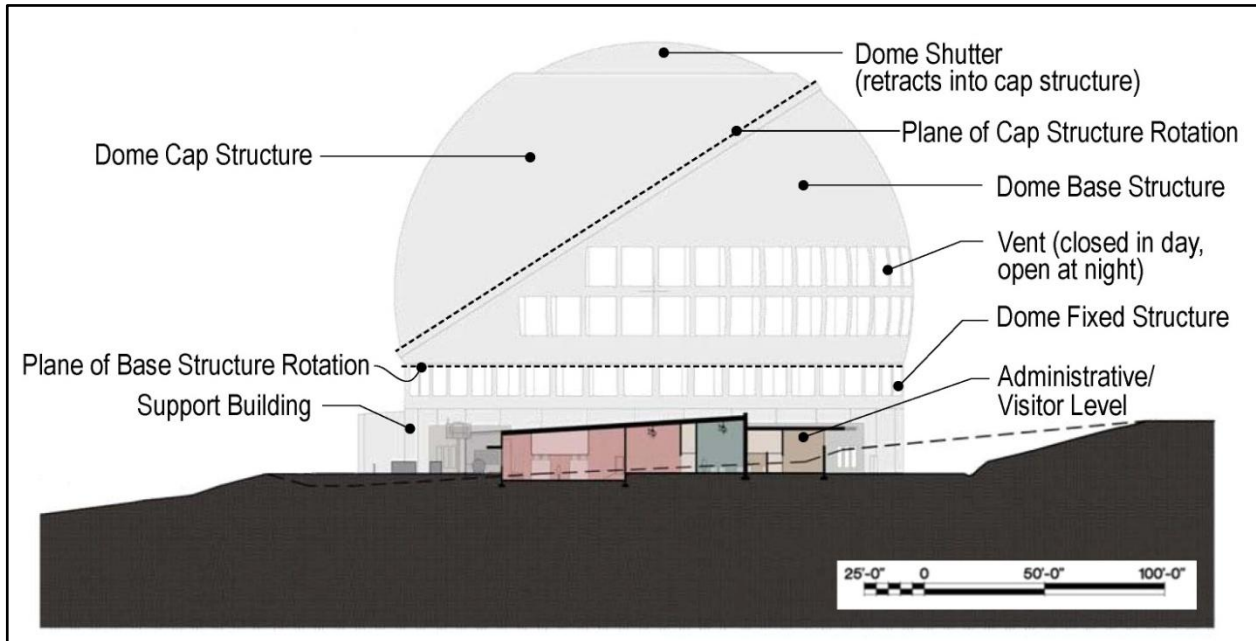 Dome Shutter
(retracts into cap structure)
Plane of Cap Structure Rotation
Dome Cap Structure
Dome Base Structure
Vent (closed in day,
open at night)
Dome Fixed Structure
Plane of Base Structure Rotation
Administrative/
Visitor Level
Support Building
25'-0" 0 50'-0" 100'-0"